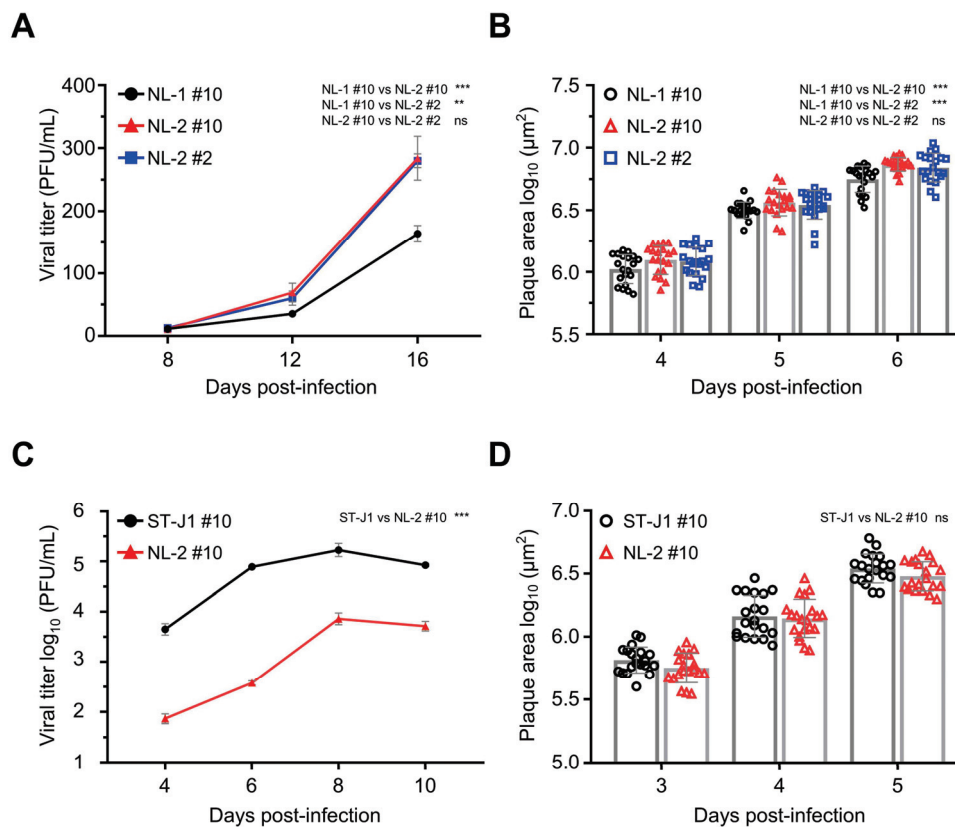 A
Viral titer (PFU/mL)
400
300
200
100
0
8
12
16
Days post-infection
NL-1 #10
NL-2 #10
NL-2 #2
NL-1 #10 vs NL-2 #10 ***
NL-1 #10 vs NL-2 #2 **
NL-2 #10 vs NL-2 #2 ns
B
Plaque area log10 (μm²)
7.5
7.0
6.5
6.0
5.5
4
5
6
Days post-infection
NL-1 #10
NL-2 #10
NL-2 #2
NL-1 #10 vs NL-2 #10 ***
NL-1 #10 vs NL-2 #2 ***
NL-2 #10 vs NL-2 #2 ns
C
Viral titer log10 (PFU/mL)
6
5
4
3
2
1
4
6
8
10
Days post-infection
ST-J1 #10
NL-2 #10
ST-J1 vs NL-2 #10 ***
D
Plaque area log10 (μm²)
7.0
6.5
6.0
5.5
5.0
3
4
5
Days post-infection
ST-J1 #10
NL-2 #10
ST-J1 vs NL-2 #10 ns